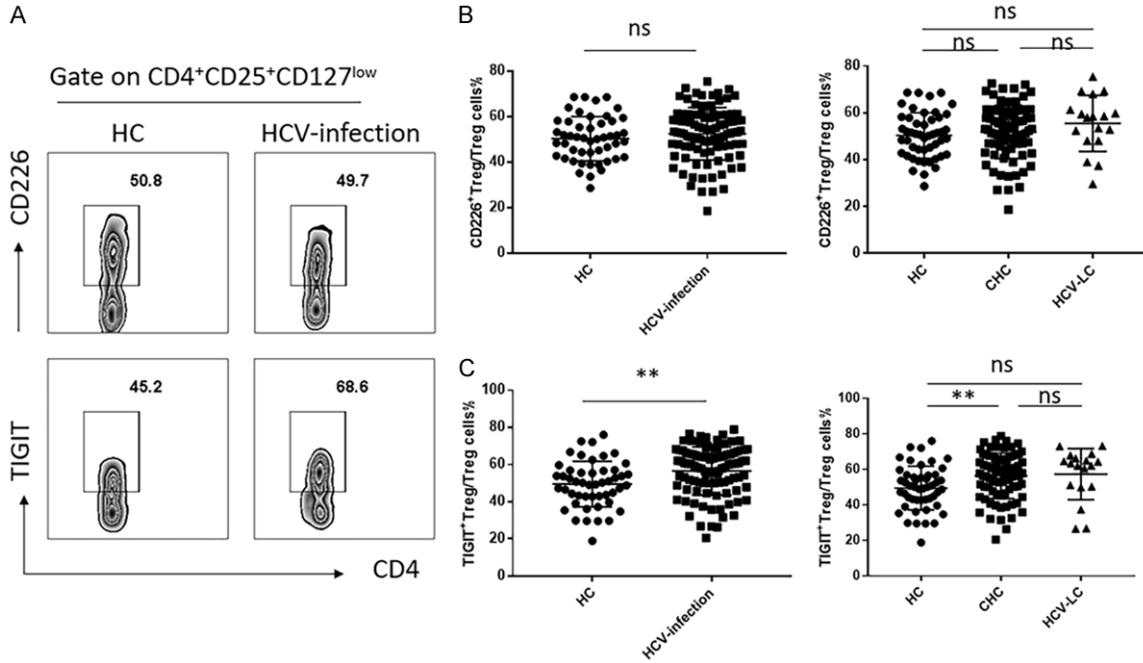 A
Gate on CD4⁺CD25⁺CD127ˡᵒʷ
HC
HCV-infection
CD226
50.8
49.7
TIGIT
45.2
68.6
CD4
B
ns
CD226⁺Treg/Treg cells%
80
60
40
20
0
HC
HCV-infection
ns
ns
ns
CD226⁺Treg/Treg cells%
80
60
40
20
0
HC
CHC
HCV-LC
C
**
TIGIT⁺Treg/Treg cells%
100
80
60
40
20
0
HC
HCV-infection
ns
**
ns
TIGIT⁺Treg/Treg cells%
100
80
60
40
20
0
HC
CHC
HCV-LC